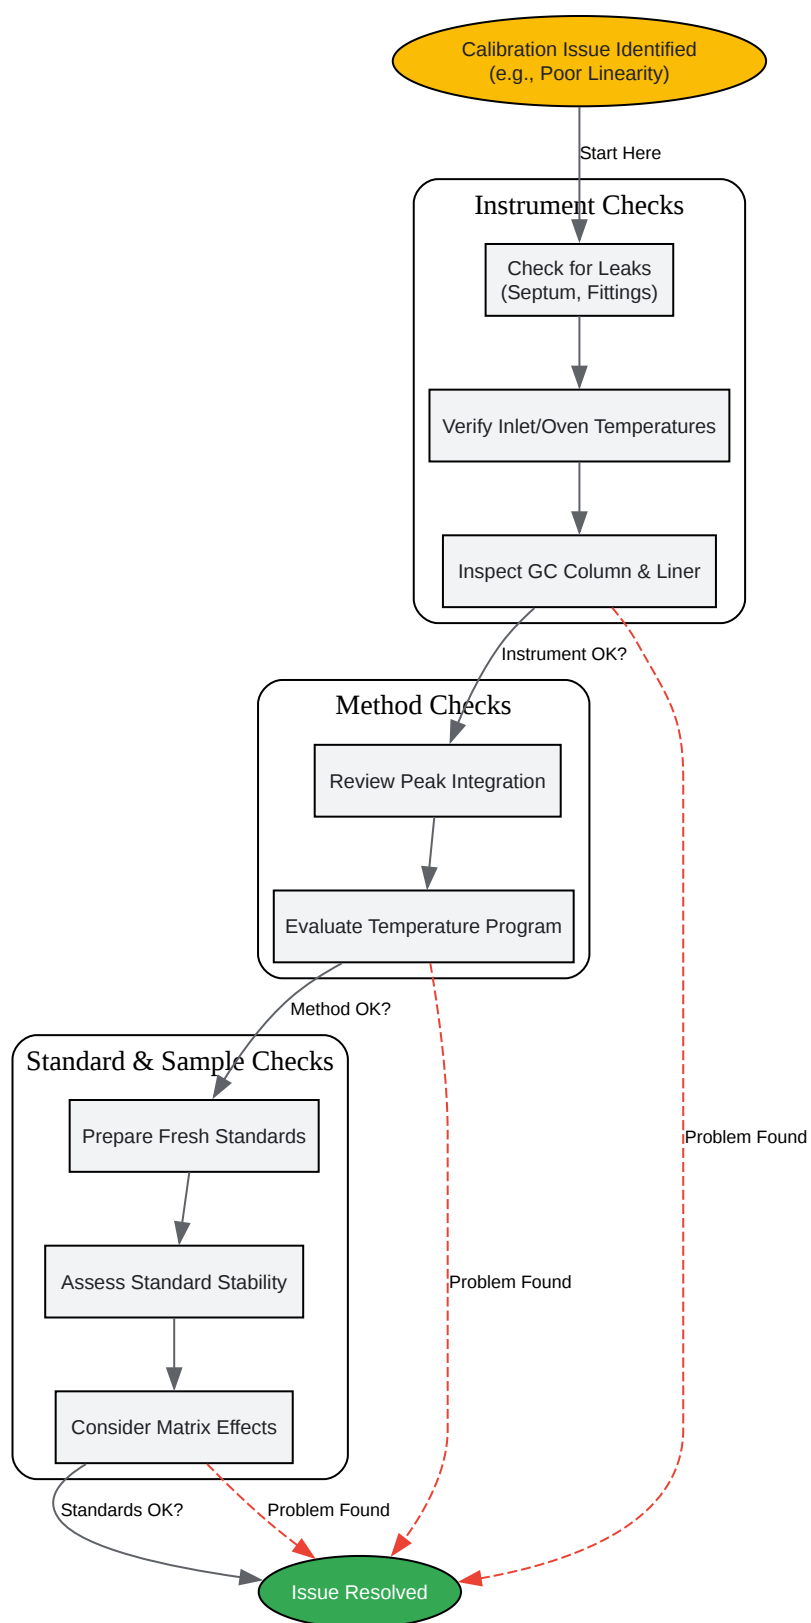 Calibration Issue Identified
(e.g., Poor Linearity)
Start Here
Instrument Checks
Check for Leaks
(Septum, Fittings)
Verify Inlet/Oven Temperatures
Inspect GC Column & Liner
Instrument OK?
Method Checks
Review Peak Integration
Evaluate Temperature Program
Method OK?
Standard & Sample Checks
Prepare Fresh Standards
Problem Found
Assess Standard Stability
Problem Found
Consider Matrix Effects
Standards OK?
Problem Found
Issue Resolved